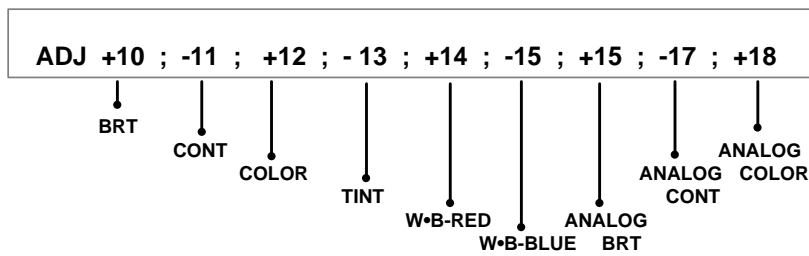 ADJ +10 ; -11 ; +12 ; - 13 ; +14 ; -15 ; +15 ; -17 ; +18
BRT
CONT
COLOR
TINT
W•B-RED
W•B-BLUE
ANALOG
BRT
ANALOG
CONT
ANALOG
COLOR